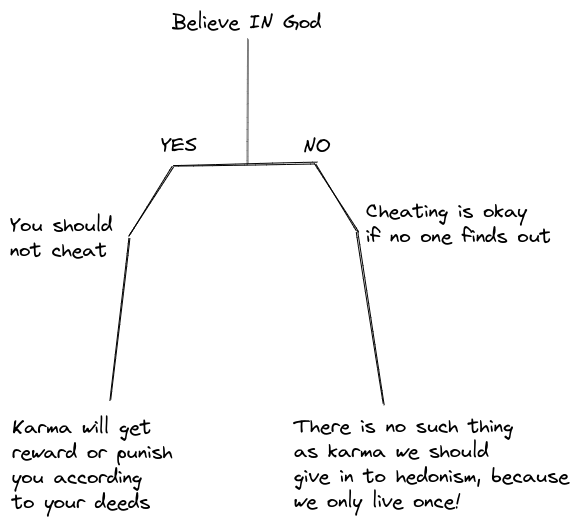 Believe IN God
YES
NO
You should
not cheat
Cheating is okay
if no one finds out
Karma will get
reward or punish
you according
to your deeds
There is no such thing
as karma we should
give in to hedonism, because
we only live once!